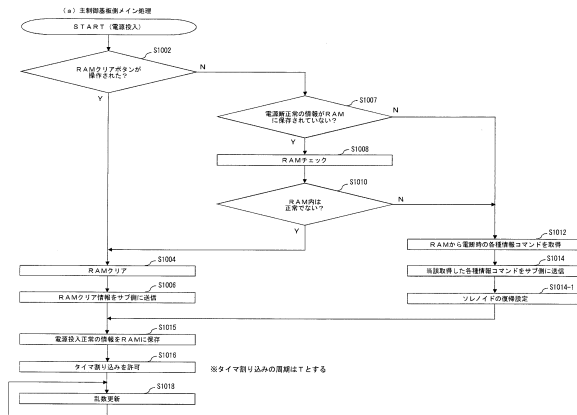 (a) 主制御基板側メイン処理
START (電源投入)
S1002
RAMクリアボタンが
操作された?
N
Y
S1007
電源断正常の情報がRAM
に保存されていない?
N
Y
S1008
RAMチェック
S1010
RAM内は
正常でない?
N
Y
S1012
RAMから電断時の各種情報コマンドを取得
S1004
RAMクリア
S1014
当該取得した各種情報コマンドをサブ側に送信
S1006
RAMクリア情報をサブ側に送信
S1014-1
ソレノイドの復帰設定
S1015
電源投入正常の情報をRAMに保存
S1016
タイマ割り込みを許可
※タイマ割り込みの周期はTとする
S1018
乱数更新